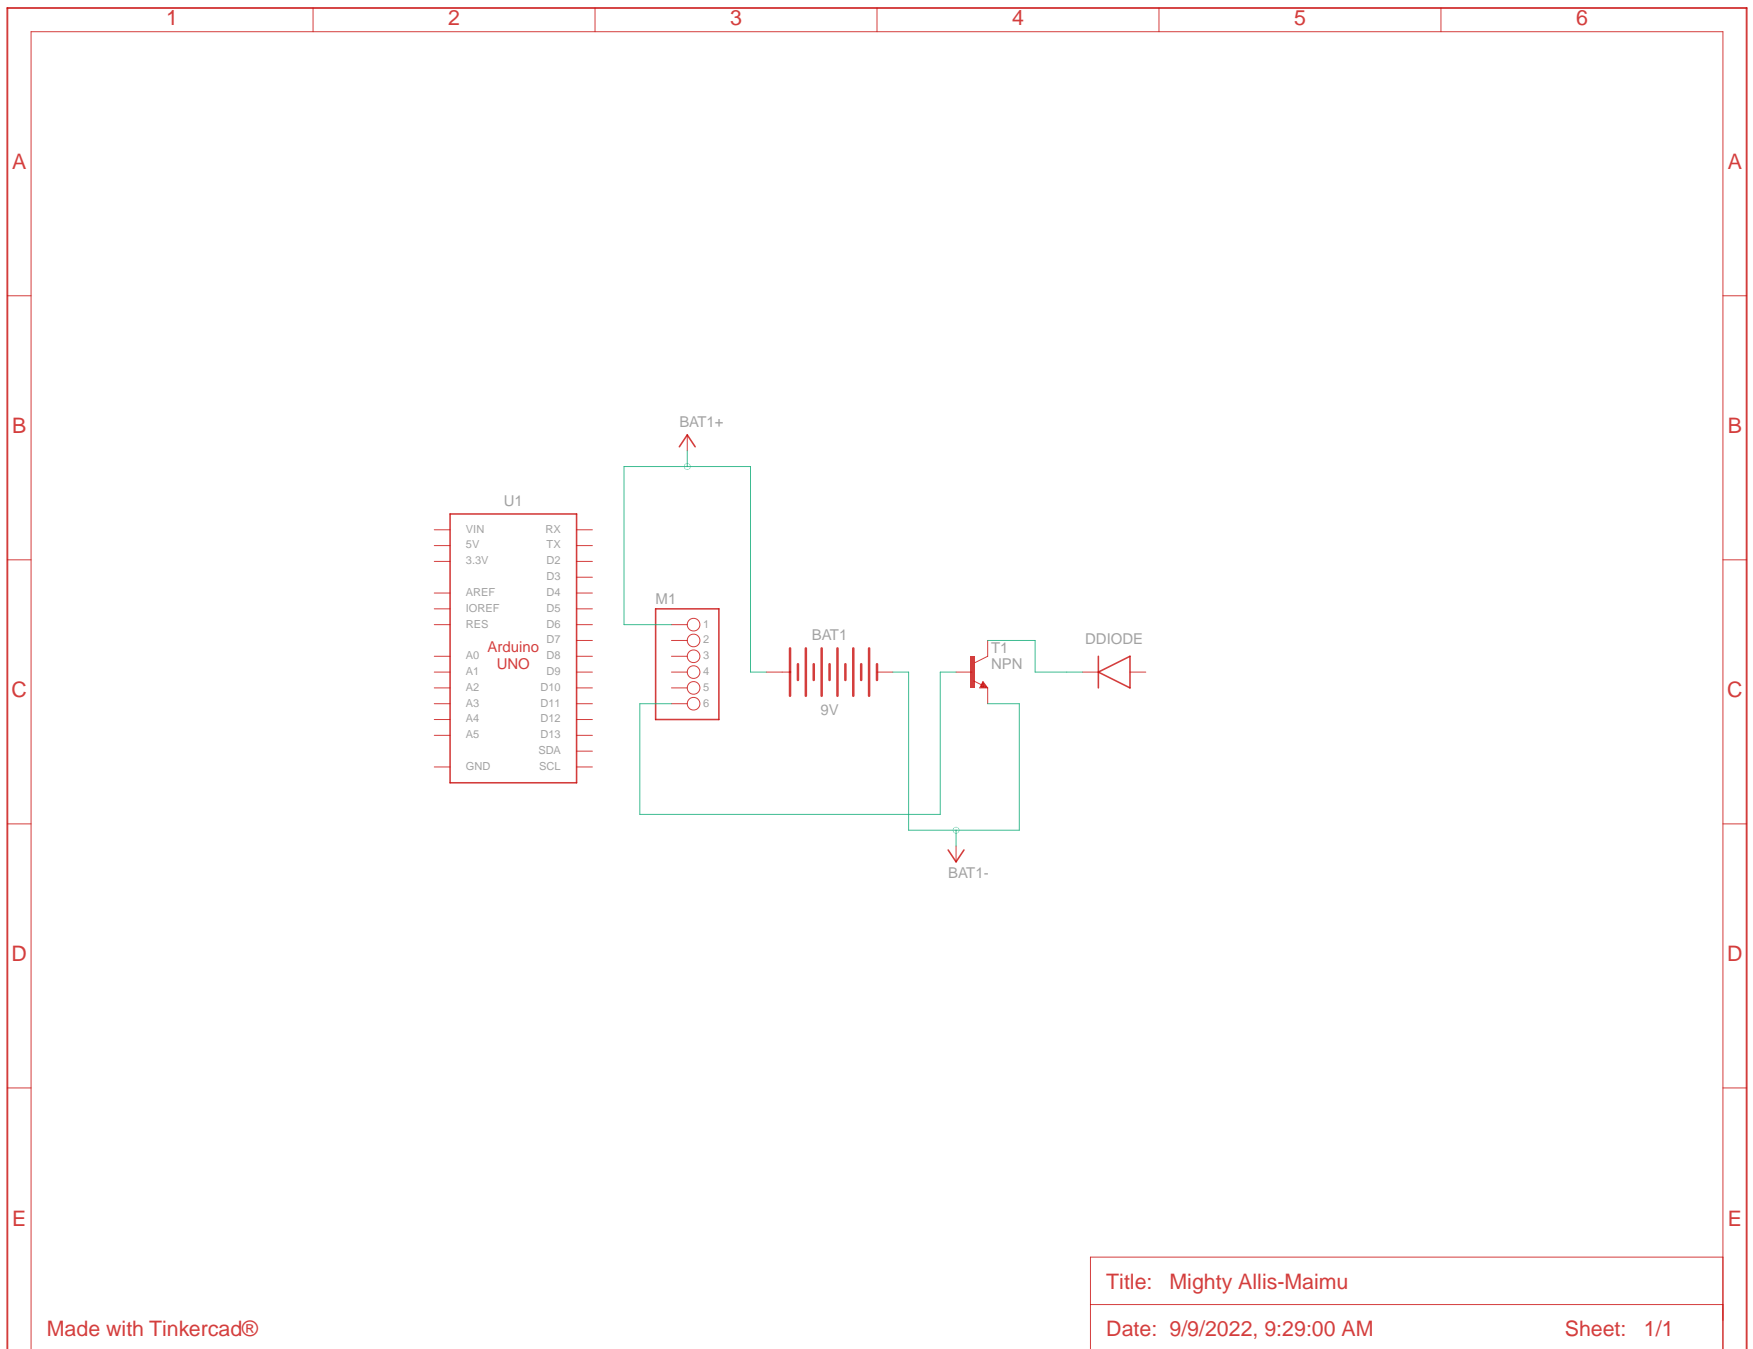 1 2 3 4 5 6
A A
B B
BAT1+
U1
VIN RX
5V TX
3.3V D2
D3
AREF D4
IOREF D5
RES D6
D7
A0 D8
A1 D9
A2 D10
A3 D11
A4 D12
A5 D13
SDA
GND SCL
Arduino
UNO
M1
1
2
3
4
5
6
BAT1
9V
T1
NPN
DDIODE
C C
BAT1-
D D
E E
Title: Mighty Allis-Maimu
Made with Tinkercad®
Date: 9/9/2022, 9:29:00 AM Sheet: 1/1